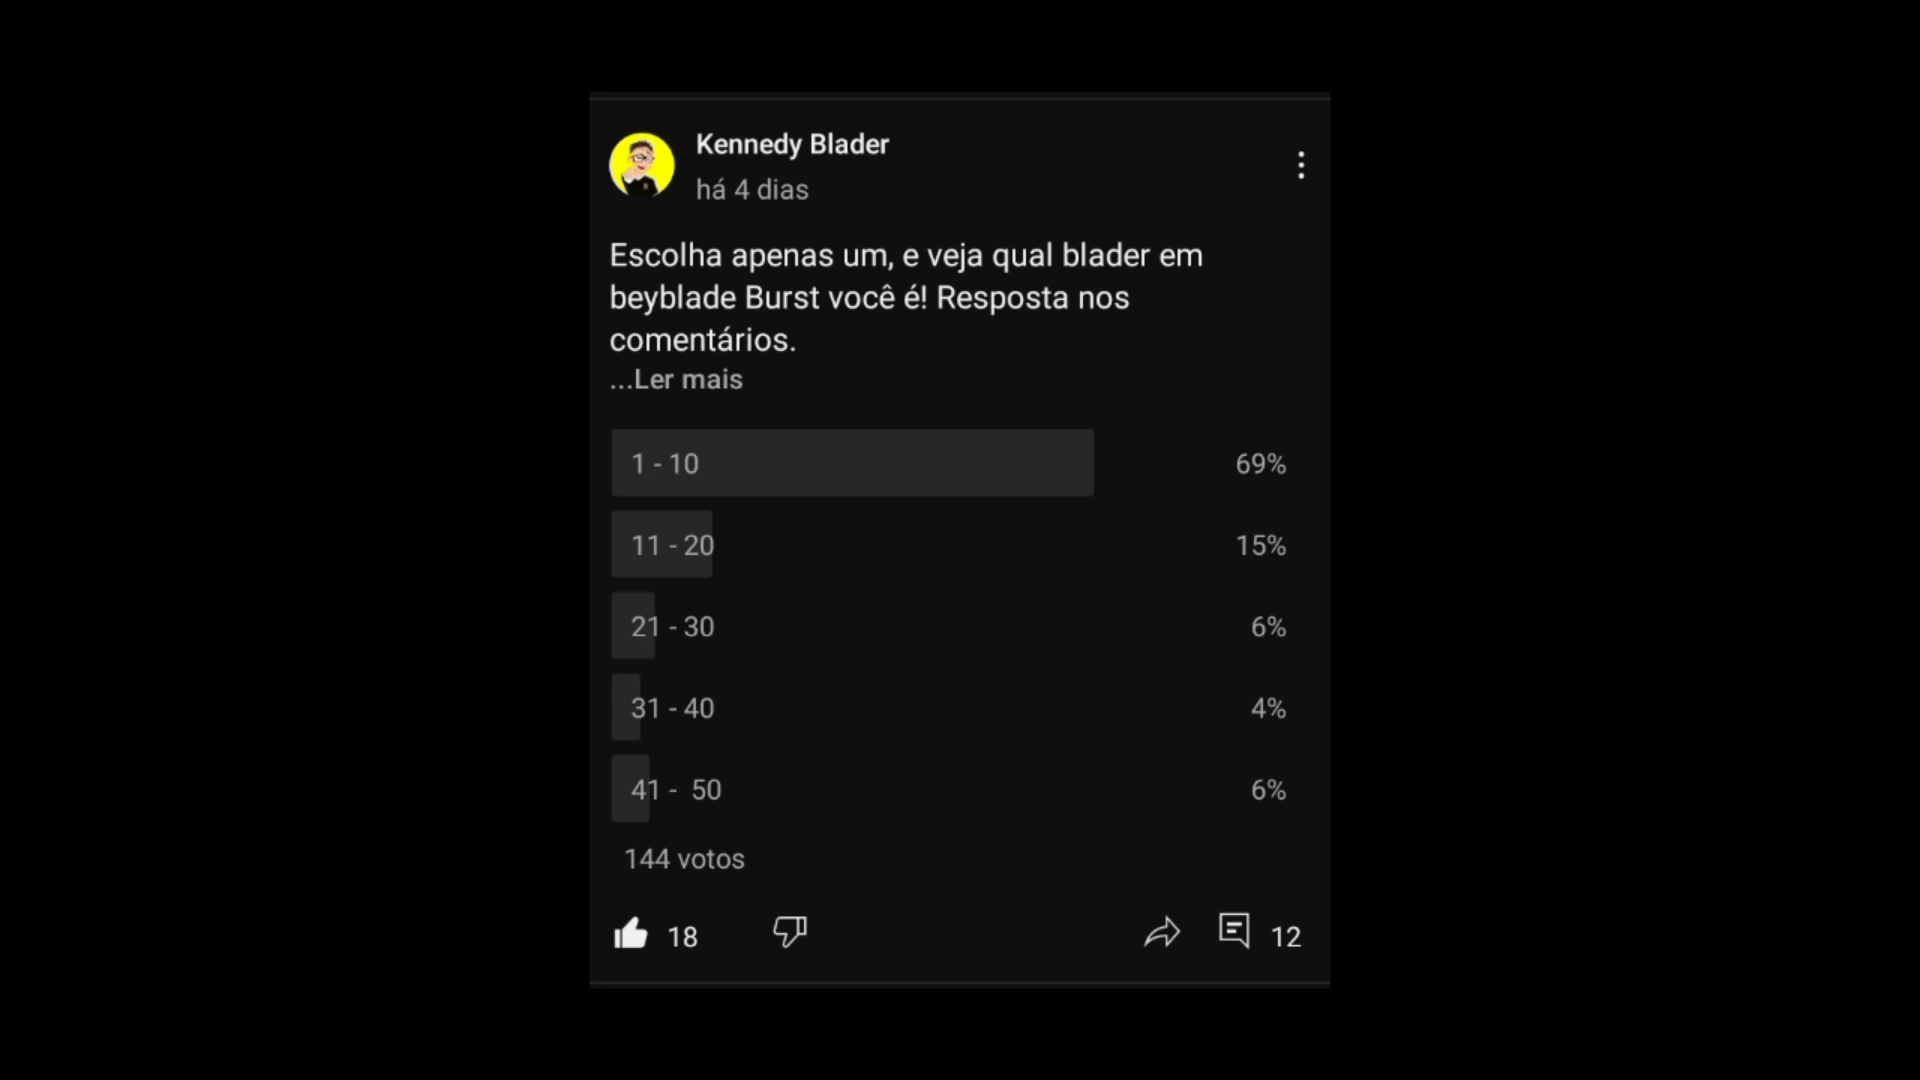 Kennedy Blader
há 4 dias
Escolha apenas um, e veja qual blader em
beyblade Burst você é! Resposta nos
comentários.
...Ler mais
1 - 10 69%
11 - 20 15%
21 - 30 6%
31 - 40 4%
41 -  50 6%
144 votos
18 12